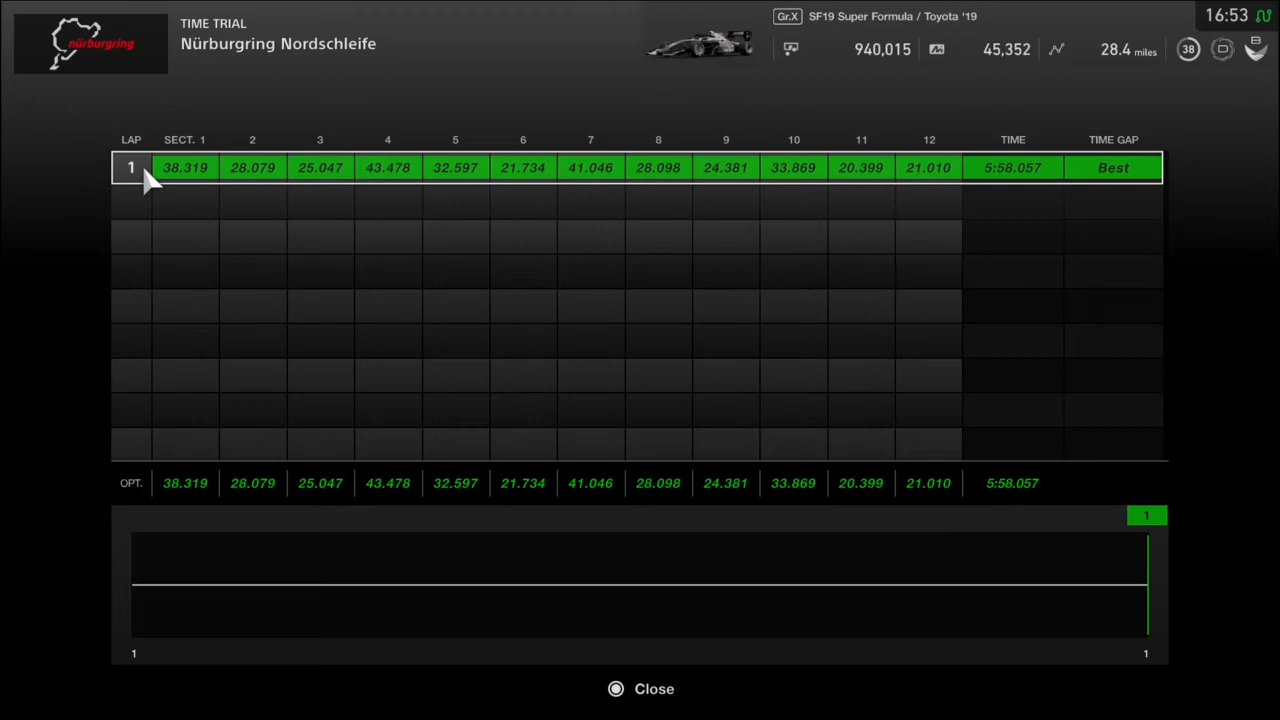 nürburgring
TIME TRIAL
Nürburgring Nordschleife
Gr.X SF19 Super Formula / Toyota '19
16:53
940,015 45,352 28.4 miles 38 B
LAP SECT. 1 2 3 4 5 6 7 8 9 10 11 12 TIME TIME GAP
1 38.319 28.079 25.047 43.478 32.597 21.734 41.046 28.098 24.381 33.869 20.399 21.010 5:58.057 Best
OPT. 38.319 28.079 25.047 43.478 32.597 21.734 41.046 28.098 24.381 33.869 20.399 21.010 5:58.057
1
1 1
Close